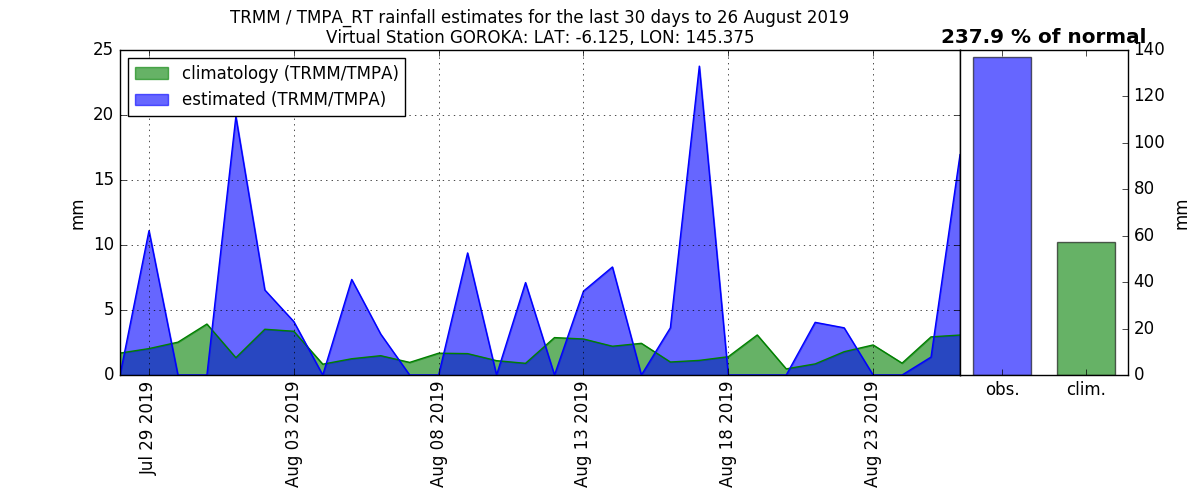 TRMM / TMPA_RT rainfall estimates for the last 30 days to 26 August 2019
Virtual Station GOROKA: LAT: -6.125, LON: 145.375
237.9 % of normal
climatology (TRMM/TMPA)
estimated (TRMM/TMPA)
25
20
15
10
5
0
mm
Jul 29 2019
Aug 03 2019
Aug 08 2019
Aug 13 2019
Aug 18 2019
Aug 23 2019
140
120
100
80
60
40
20
0
mm
obs.
clim.